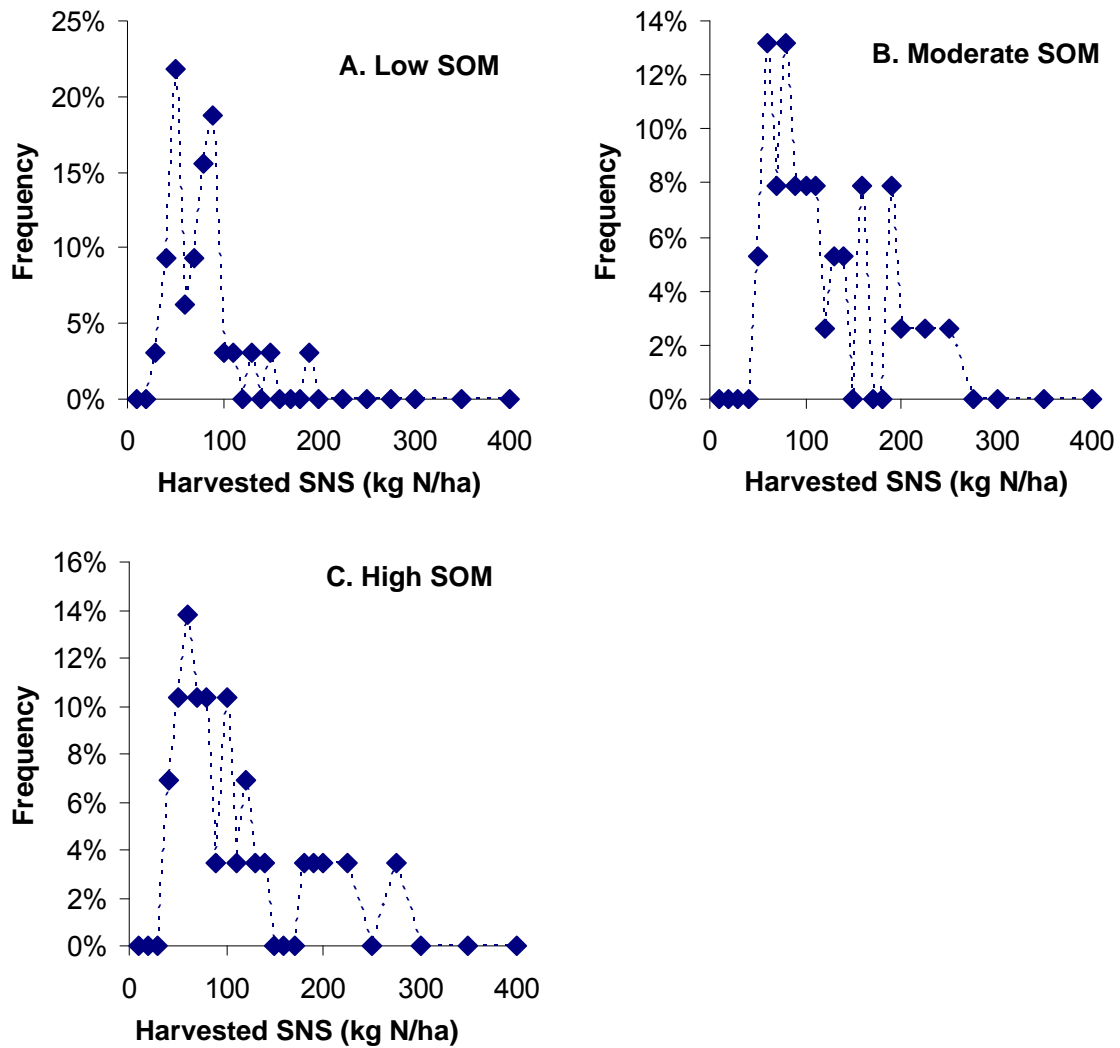 25%
20%
15%
10%
5%
0%
Frequency
A. Low SOM
0 100 200 300 400
Harvested SNS (kg N/ha)
14%
12%
10%
8%
6%
4%
2%
0%
Frequency
B. Moderate SOM
0 100 200 300 400
Harvested SNS (kg N/ha)
16%
14%
12%
10%
8%
6%
4%
2%
0%
Frequency
C. High SOM
0 100 200 300 400
Harvested SNS (kg N/ha)